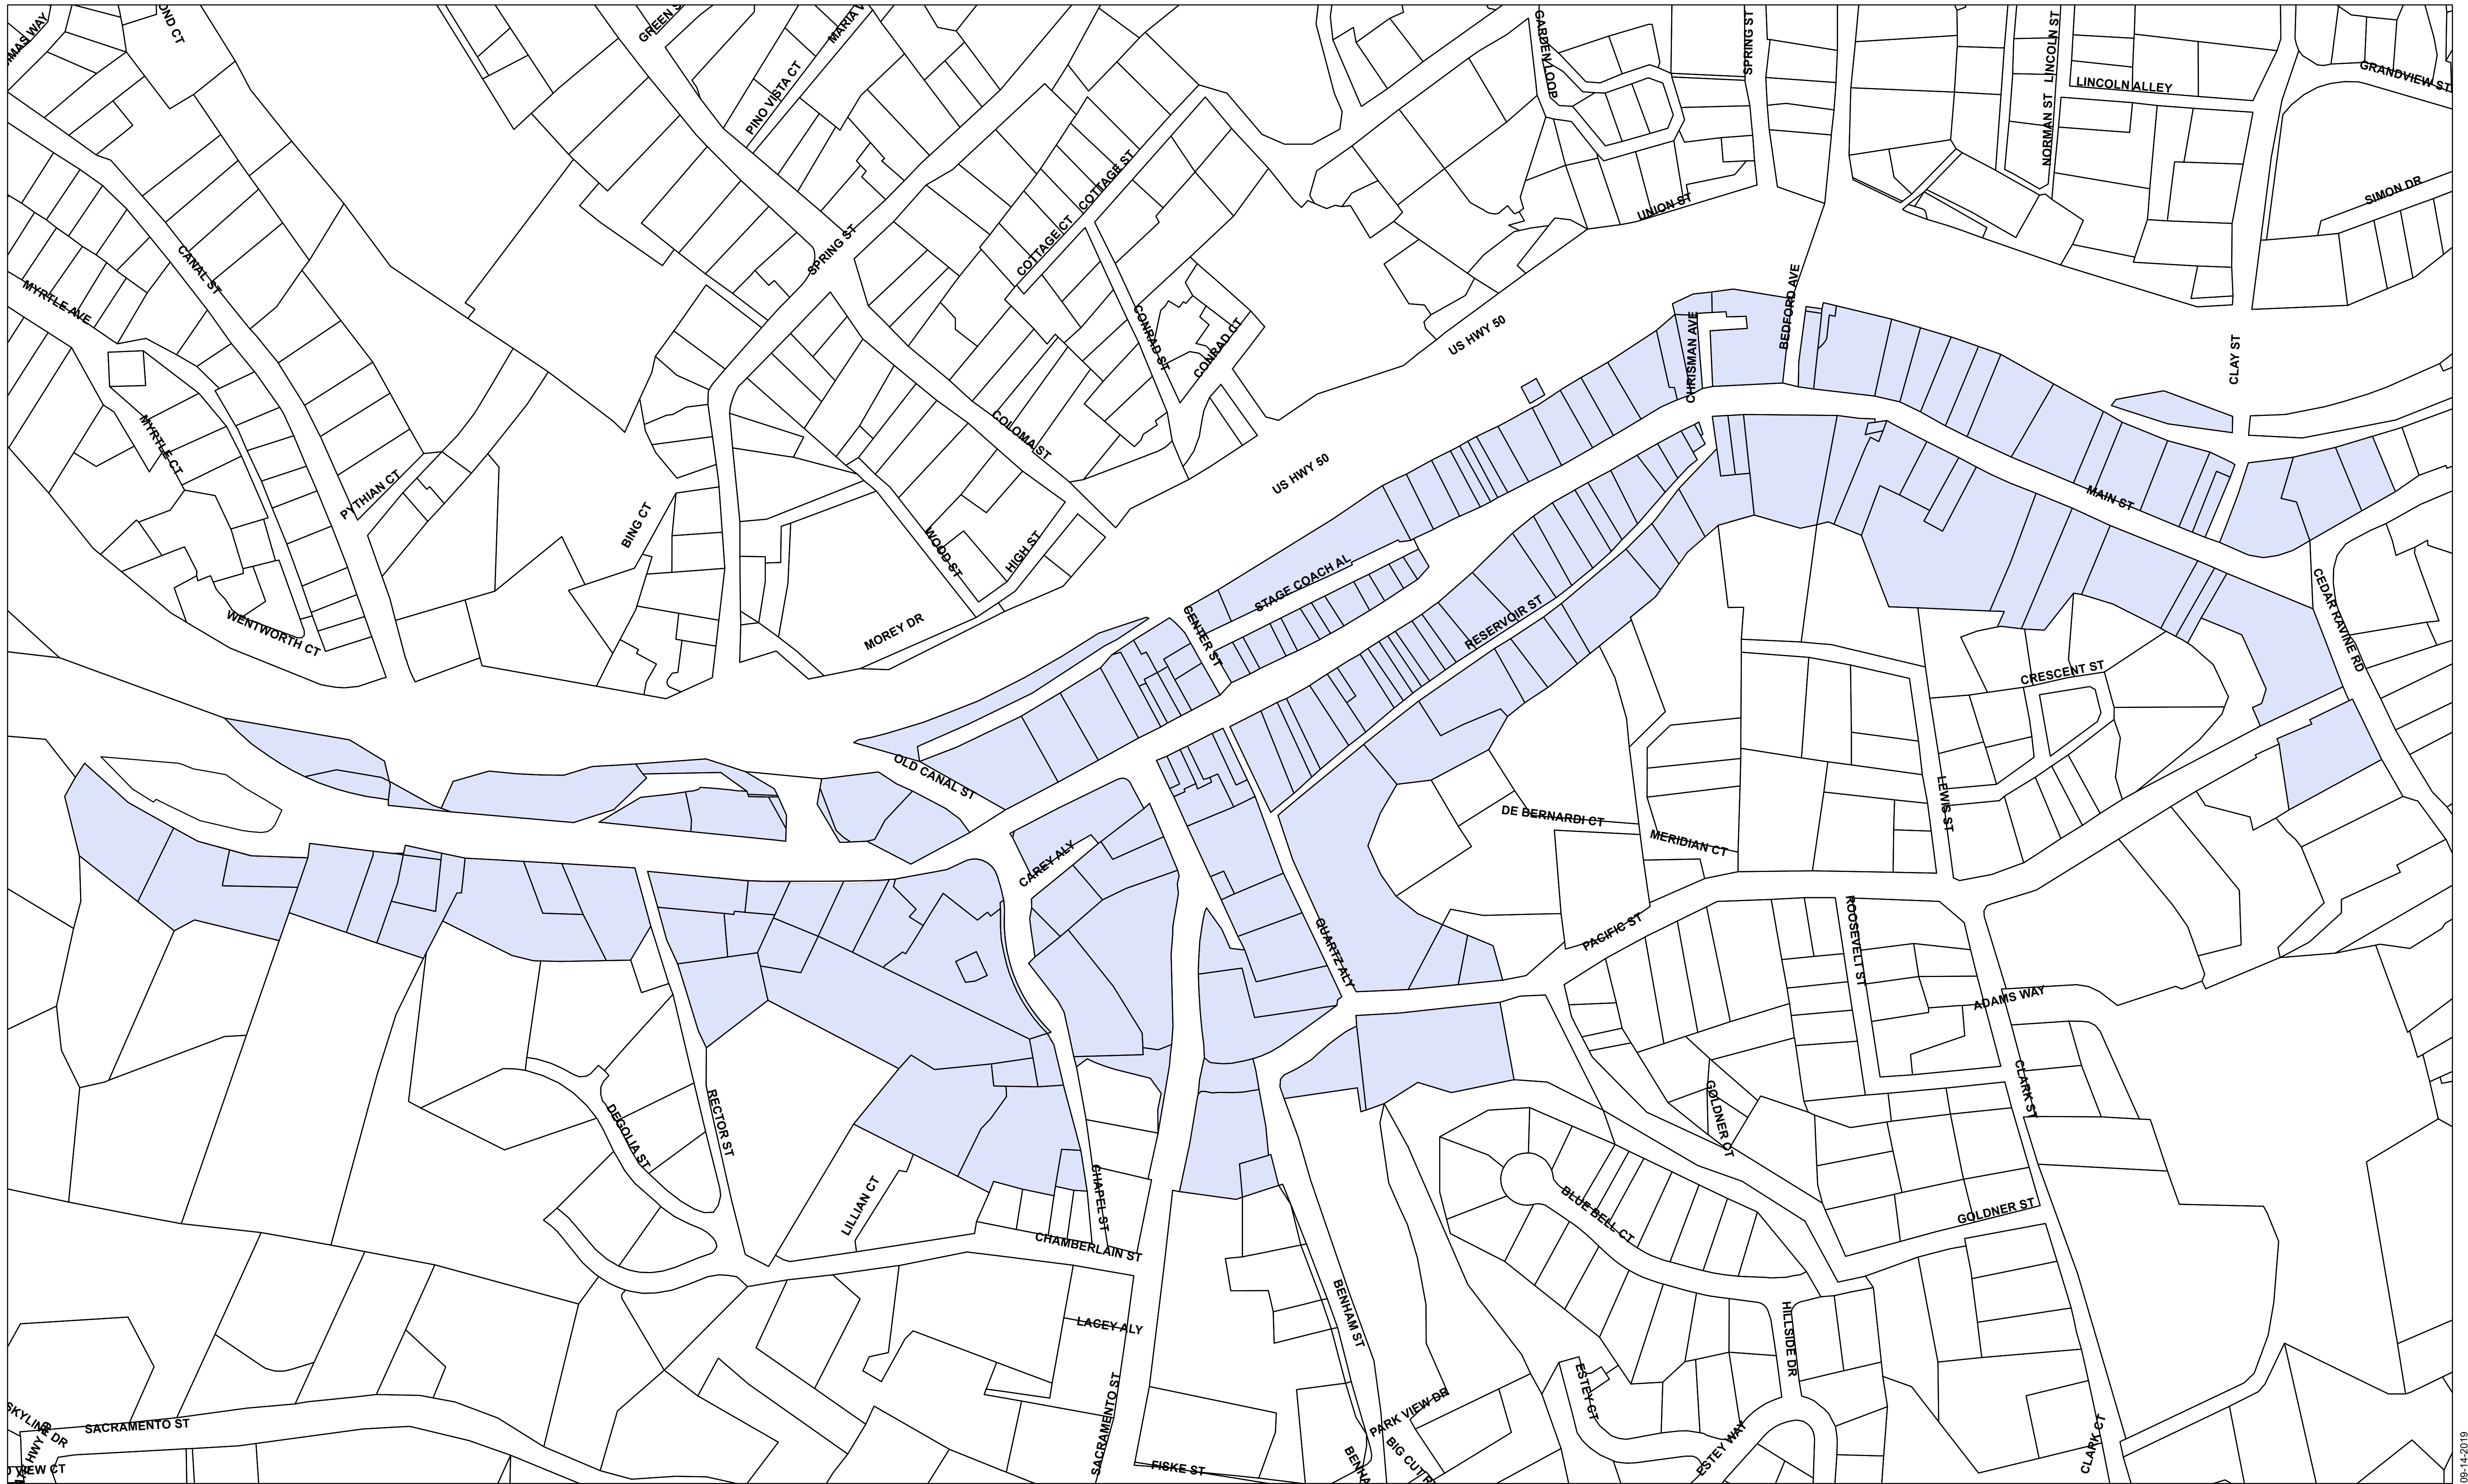 GARDEN LOOP
SPRING ST
LINCOLN ST
LINCOLN ALLEY
GRANDVIEW ST
PINO VISTA CT
NORMAN ST
COTTAGE ST
SIMON DR
UNION ST
CANAL ST
SPRING ST
COTTAGE CT
MYRTLE AVE
CONRAD ST
CONRAD CT
US HWY 50
CHRISMAN AVE
BEDFORD AVE
CLAY ST
MYRTLE CT
COLOMA ST
PYTHIAN CT
US HWY 50
MAIN ST
BING CT
WOOD ST
HIGH ST
STAGE COACH AL
CEDAR RAVINE RD
WENTWORTH CT
MOREY DR
CENTER ST
RESERVOIR ST
CRESCENT ST
OLD CANAL ST
DE BERNARDI CT
LEWIS ST
MERIDIAN CT
CAREY ALY
QUARTZ ALY
PACIFIC ST
ROOSEVELT ST
ADAMS WAY
DEGOLIA ST
RECTOR ST
GOLDNER CT
CLARK ST
LILLIAN CT
CHAPEL ST
BLUE BELL CT
GOLDNER ST
CHAMBERLAIN ST
LACEY ALY
BENHAM ST
HILLSIDE DR
SACRAMENTO ST
SACRAMENTO ST
SKYLINE DR
ESTEY CT
PARK VIEW DR
ESTEY WAY
CLARK CT
FISKE ST
09-14-2019